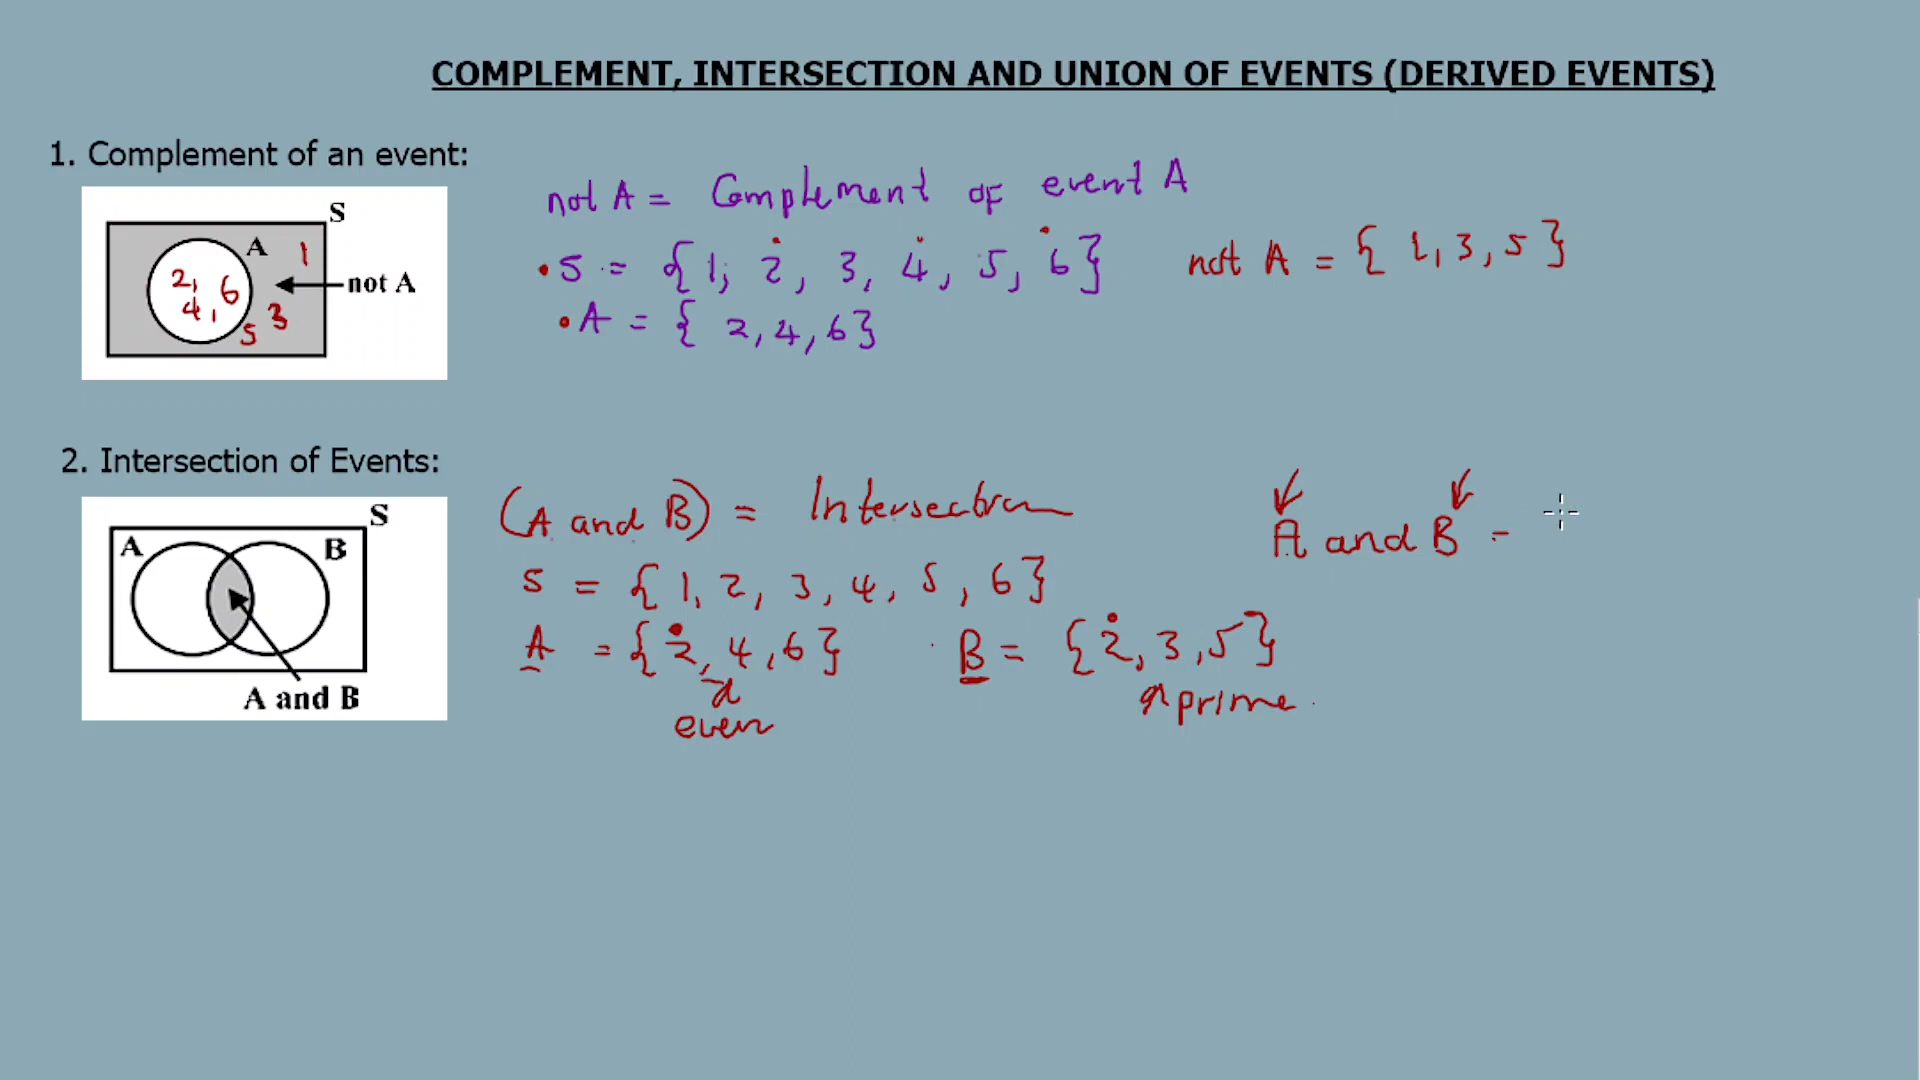 COMPLEMENT, INTERSECTION AND UNION OF EVENTS (DERIVED EVENTS)
1. Complement of an event:
S
A
1
2,
6
4,
3
5
not A
not A = Complement of event A
S = {1, 2, 3, 4, 5, 6}
not A = {1, 3, 5}
A = {2, 4, 6}
2. Intersection of Events:
S
A
B
A and B
(A and B) = Intersection
A and B =
S = {1, 2, 3, 4, 5, 6}
A = {2, 4, 6}
B = {2, 3, 5}
even
prime